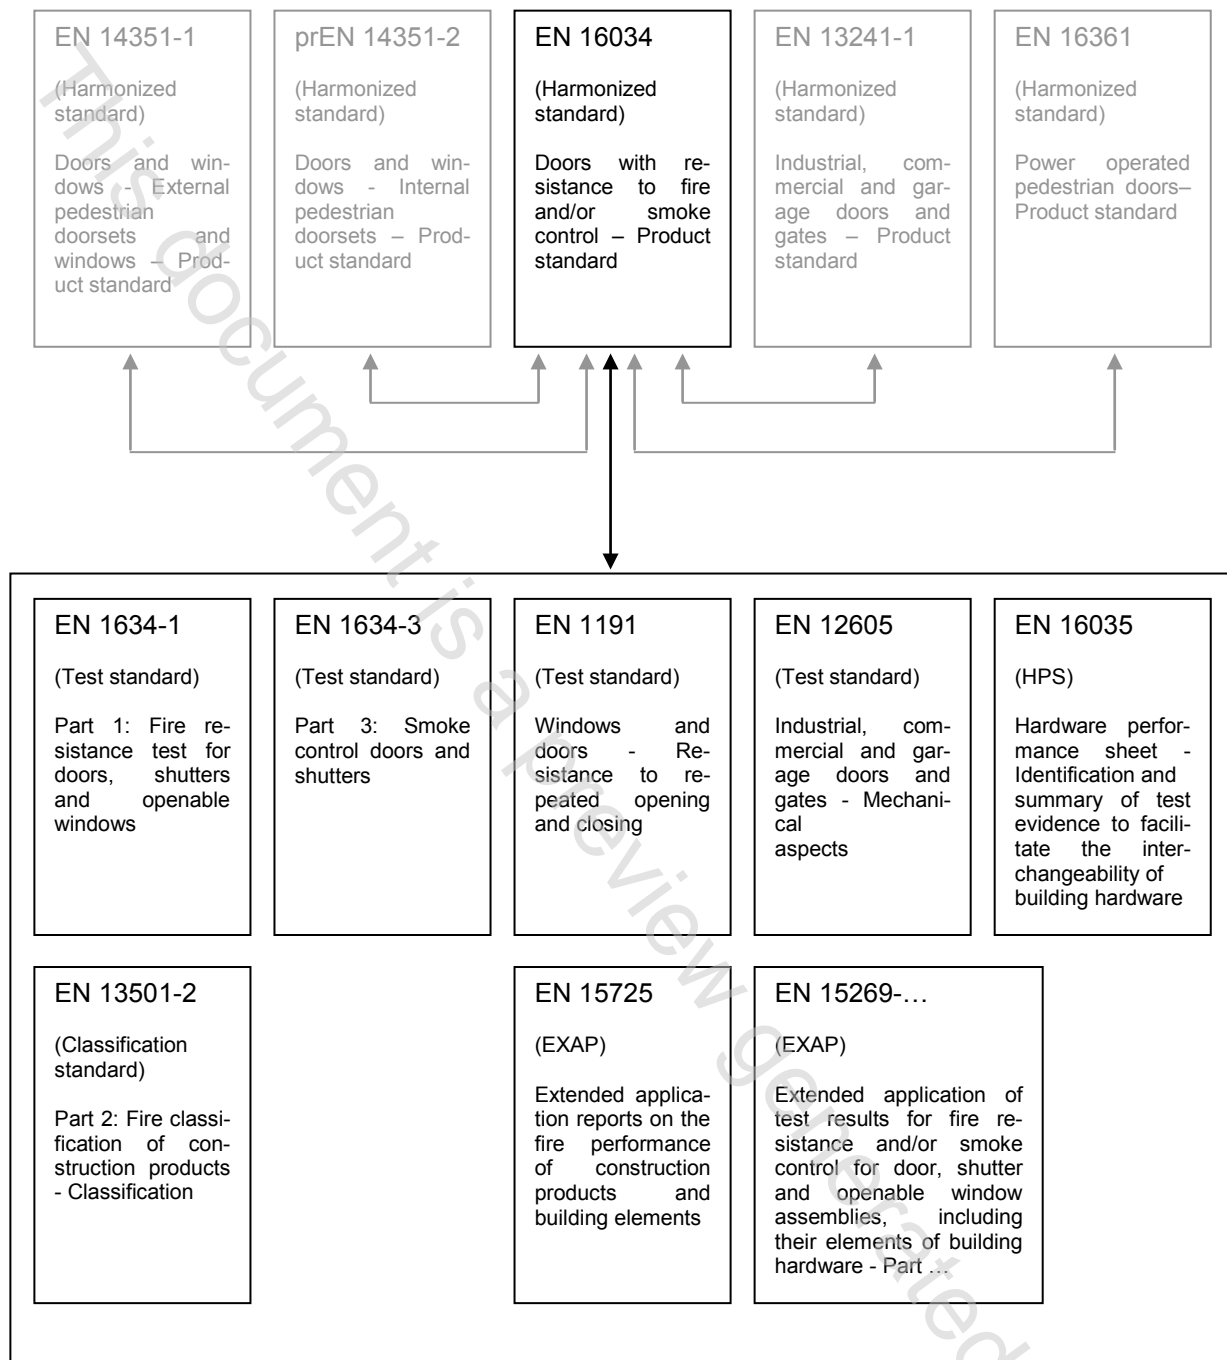 EN 14351-1
(Harmonized
standard)
Doors and win-
dows - External
pedestrian
doorsets and
windows – Prod-
uct standard
prEN 14351-2
(Harmonized
standard)
Doors and win-
dows - Internal
pedestrian
doorsets – Prod-
uct standard
EN 16034
(Harmonized
standard)
Doors with re-
sistance to fire
and/or smoke
control – Product
standard
EN 13241-1
(Harmonized
standard)
Industrial, com-
mercial and gar-
age doors and
gates – Product
standard
EN 16361
(Harmonized
standard)
Power operated
pedestrian doors–
Product standard
EN 1634-1
(Test standard)
Part 1: Fire re-
sistance test for
doors, shutters
and openable
windows
EN 1634-3
(Test standard)
Part 3: Smoke
control doors and
shutters
EN 1191
(Test standard)
Windows and
doors - Re-
sistance to re-
peated opening
and closing
EN 12605
(Test standard)
Industrial, com-
mercial and gar-
age doors and
gates - Mechani-
cal
aspects
EN 16035
(HPS)
Hardware perfor-
mance sheet -
Identification and
summary of test
evidence to facili-
tate the inter-
changeability of
building hardware
EN 13501-2
(Classification
standard)
Part 2: Fire classi-
fication of con-
struction products
- Classification
EN 15725
(EXAP)
Extended applica-
tion reports on the
fire performance
of construction
products and
building elements
EN 15269-…
(EXAP)
Extended application of
test results for fire re-
sistance and/or smoke
control for door, shutter
and openable window
assemblies, including
their elements of building
hardware - Part …
This document is a preview generated